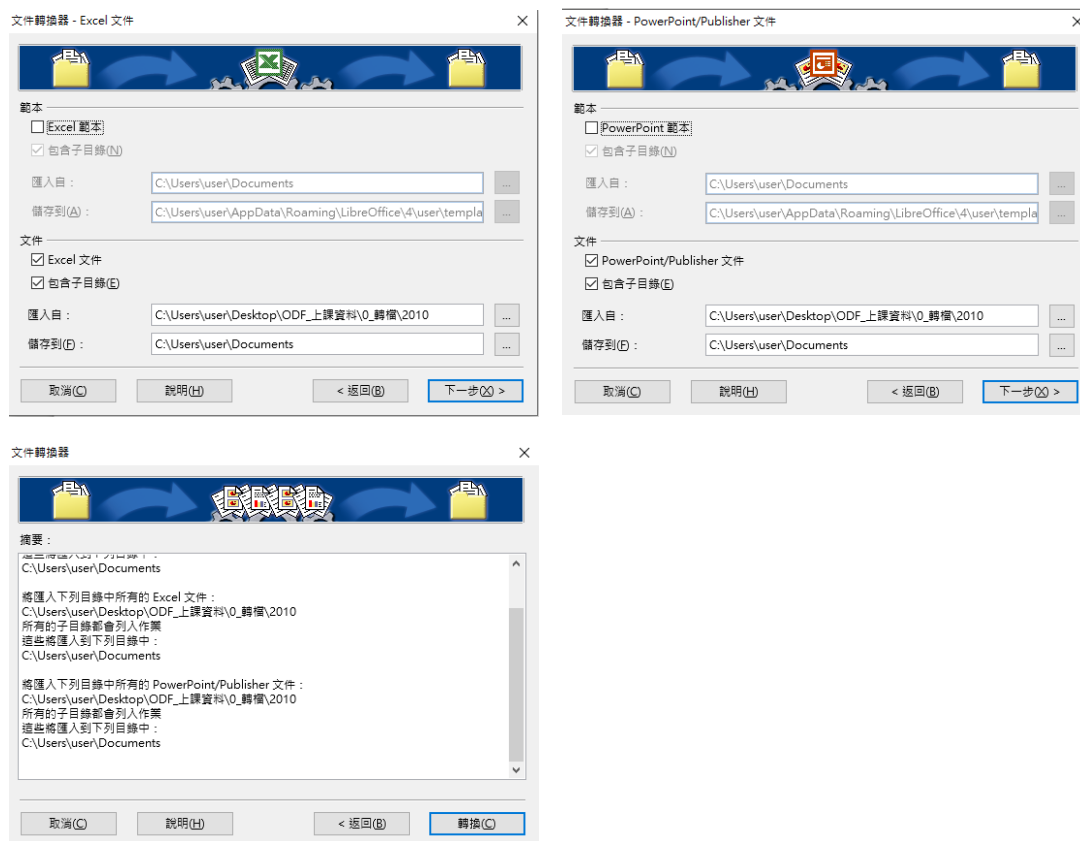 文件轉換器 - Excel 文件
範本
Excel 範本
包含子目錄(N)
匯入自：
C:\Users\user\Documents
...
儲存到(A)：
C:\Users\user\AppData\Roaming\LibreOffice\4\user\templa
...
文件
Excel 文件
包含子目錄(E)
匯入自：
C:\Users\user\Desktop\ODF_上課資料\0_轉檔\2010
...
儲存到(F)：
C:\Users\user\Documents
...
取消(C)
說明(H)
< 返回(B)
下一步(X) >
文件轉換器 - PowerPoint/Publisher 文件
範本
PowerPoint 範本
包含子目錄(N)
匯入自：
C:\Users\user\Documents
...
儲存到(A)：
C:\Users\user\AppData\Roaming\LibreOffice\4\user\templa
...
文件
PowerPoint/Publisher 文件
包含子目錄(E)
匯入自：
C:\Users\user\Desktop\ODF_上課資料\0_轉檔\2010
...
儲存到(F)：
C:\Users\user\Documents
...
取消(C)
說明(H)
< 返回(B)
下一步(X) >
文件轉換器
摘要：
這些將匯入到下列目錄中：
C:\Users\user\Documents
將匯入下列目錄中所有的 Excel 文件：
C:\Users\user\Desktop\ODF_上課資料\0_轉檔\2010
所有的子目錄都會列入作業
這些將匯入到下列目錄中：
C:\Users\user\Documents
將匯入下列目錄中所有的 PowerPoint/Publisher 文件：
C:\Users\user\Desktop\ODF_上課資料\0_轉檔\2010
所有的子目錄都會列入作業
這些將匯入到下列目錄中：
C:\Users\user\Documents
取消(C)
說明(H)
< 返回(B)
轉換(C)